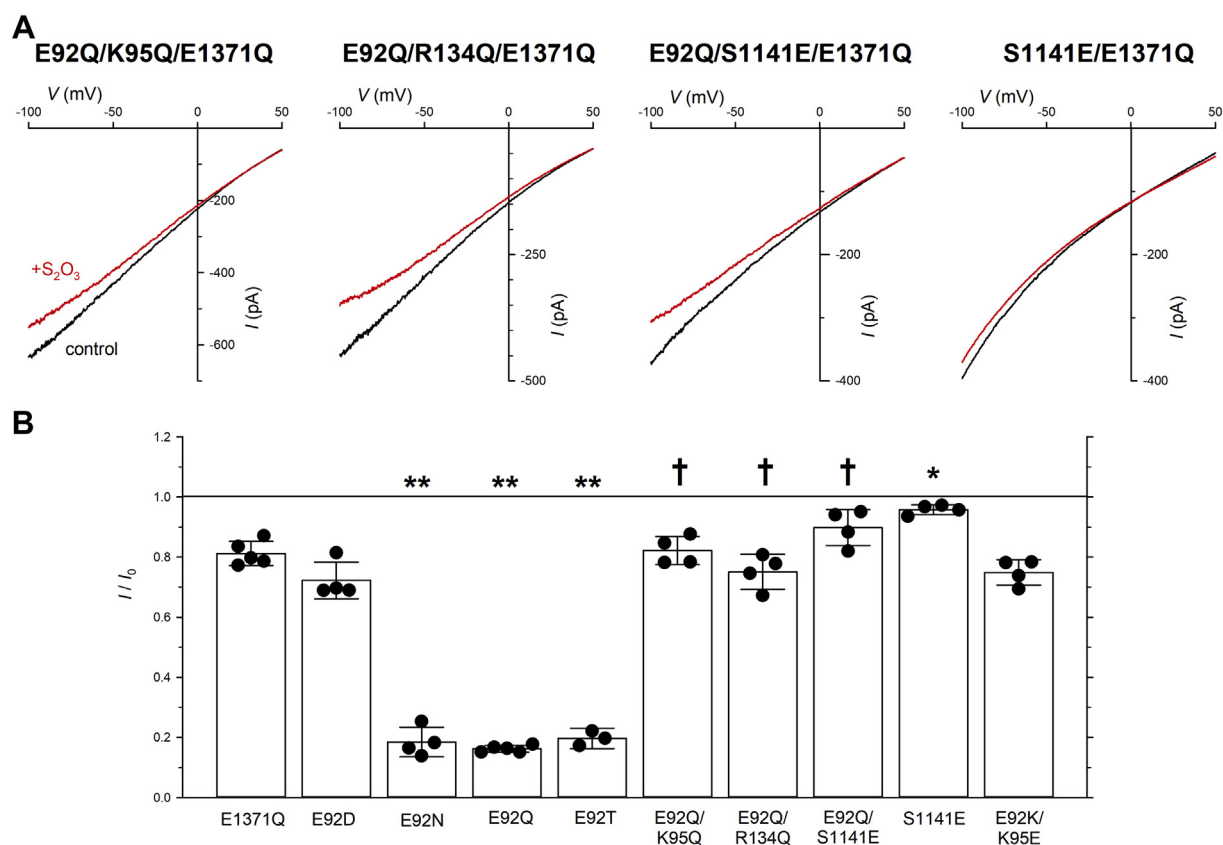 A
E92Q/K95Q/E1371Q
E92Q/R134Q/E1371Q
E92Q/S1141E/E1371Q
S1141E/E1371Q
V (mV)
V (mV)
V (mV)
V (mV)
-100 -50 0 50
-100 -50 0 50
-100 -50 0 50
-100 -50 0 50
-200
-400
-600
I (pA)
+S₂O₃
control
-250
-500
I (pA)
-200
-400
I (pA)
-200
-400
I (pA)
B
1.2
1.0
0.8
0.6
0.4
0.2
0.0
I / I₀
** ** ** † † † *
E1371Q E92D E92N E92Q E92T E92Q/ E92Q/ E92Q/ S1141E E92K/
K95Q R134Q S1141E K95E